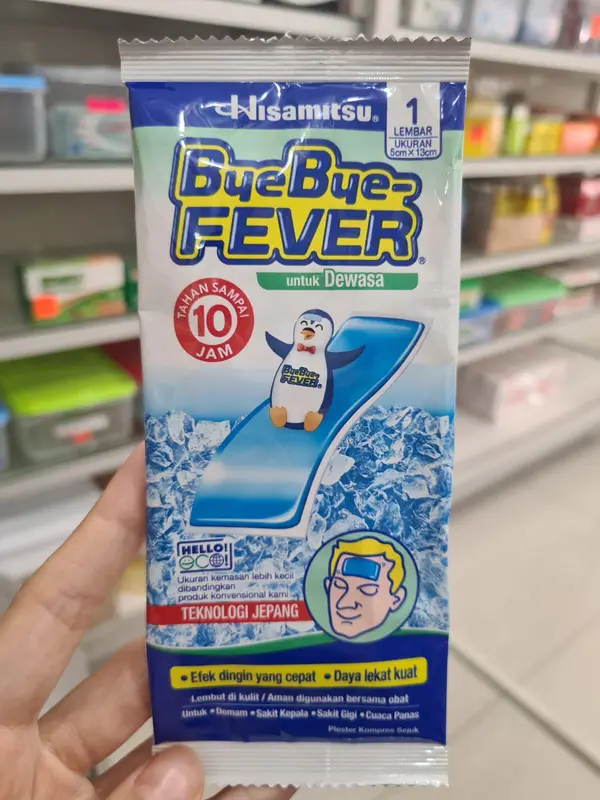 Hisamitsu®
1
LEMBAR
UKURAN
5cm x 13cm
ByeBye-
FEVER®
untuk Dewasa
TAHAN SAMPAI
10
JAM
ByeBye-
FEVER®
HELLO!
eco!
Ukuran kemasan lebih kecil
dibandingkan
produk konvensional kami
TEKNOLOGI JEPANG
• Efek dingin yang cepat • Daya lekat kuat
Lembut di kulit / Aman digunakan bersama obat
Untuk • Demam • Sakit Kepala • Sakit Gigi • Cuaca Panas
Plester Kompres Sejuk